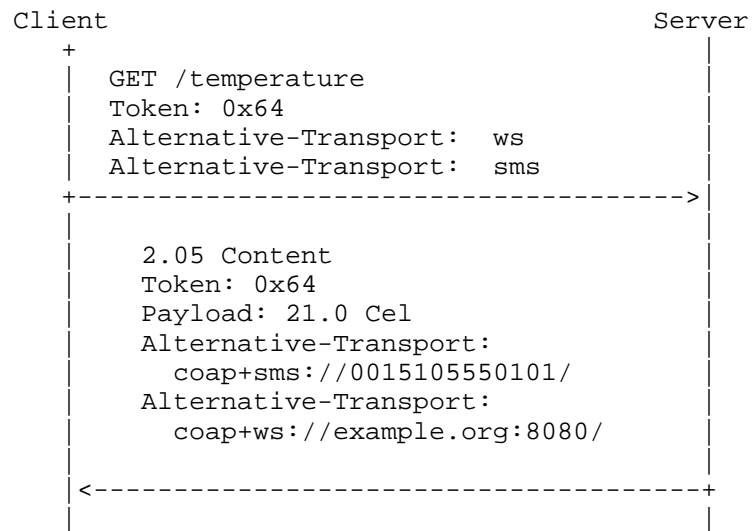 Client Server
GET /temperature
Token: 0x64
Alternative-Transport: ws
Alternative-Transport: sms
2.05 Content
Token: 0x64
Payload: 21.0 Cel
Alternative-Transport:
coap+sms://0015105550101/
Alternative-Transport:
coap+ws://example.org:8080/